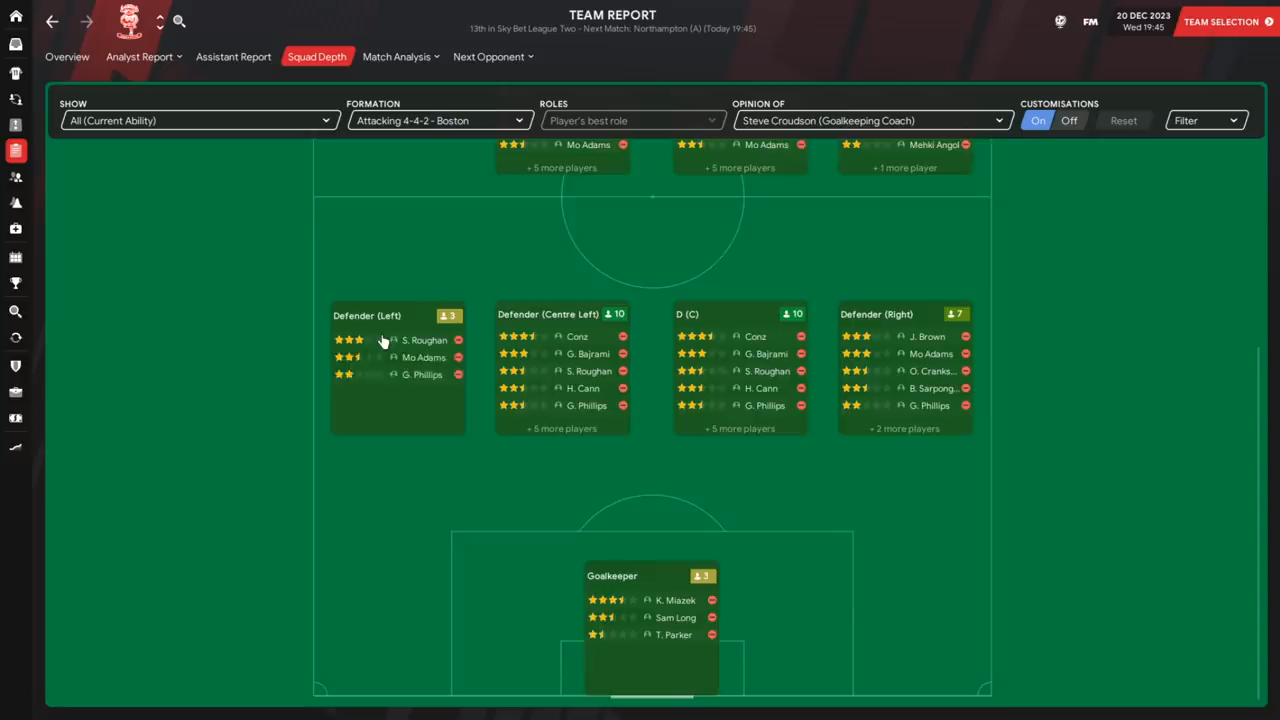 TEAM REPORT
13th in Sky Bet League Two - Next Match: Northampton (A) (Today 19:45)
FM
20 DEC 2023
Wed 19:45
TEAM SELECTION
Overview
Analyst Report
Assistant Report
Squad Depth
Match Analysis
Next Opponent
SHOW
All (Current Ability)
FORMATION
Attacking 4-4-2 - Boston
ROLES
Player's best role
OPINION OF
Steve Croudson (Goalkeeping Coach)
CUSTOMISATIONS
On
Off
Reset
Filter
Mo Adams
+ 5 more players
Mo Adams
+ 5 more players
Mehki Angol
+ 1 more player
Defender (Left)
3
S. Roughan
Mo Adams
G. Phillips
Defender (Centre Left)
10
Conz
G. Bajrami
S. Roughan
H. Cann
G. Phillips
+ 5 more players
D (C)
10
Conz
G. Bajrami
S. Roughan
H. Cann
G. Phillips
+ 5 more players
Defender (Right)
7
J. Brown
Mo Adams
O. Cranks...
B. Sarpong...
G. Phillips
+ 2 more players
Goalkeeper
3
K. Miazek
Sam Long
T. Parker